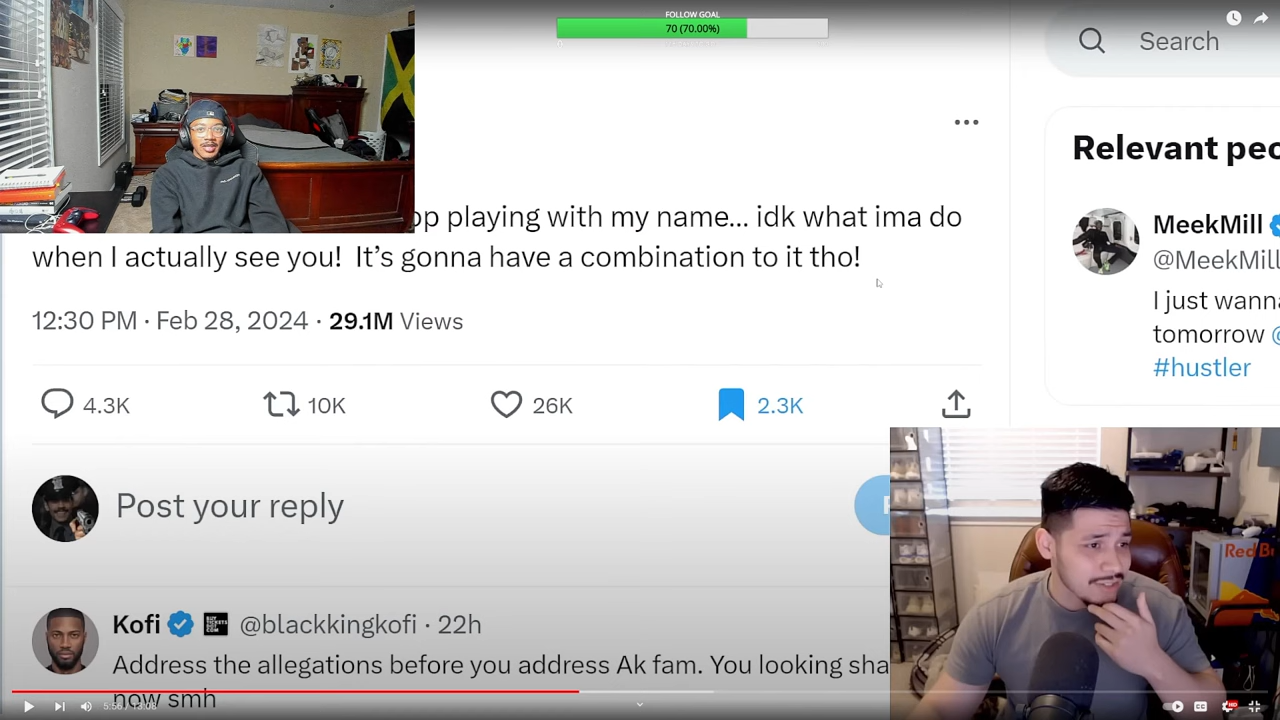 FOLLOW GOAL
70 (70.00%)
Search
Relevant peo
op playing with my name... idk what ima do
when I actually see you!  It’s gonna have a combination to it tho!
12:30 PM · Feb 28, 2024 · 29.1M Views
MeekMill
@MeekMill
I just wanna
tomorrow @
#hustler
4.3K
10K
26K
2.3K
Post your reply
Kofi @blackkingkofi · 22h
Address the allegations before you address Ak fam. You looking sha
now smh
Red B